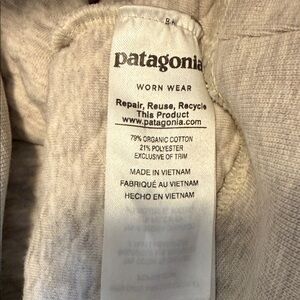 patagonia
WORN WEAR
Repair, Reuse, Recycle
This Product
www.patagonia.com
79% ORGANIC COTTON
21% POLYESTER
EXCLUSIVE OF TRIM
MADE IN VIETNAM
FABRIQUÉ AU VIETNAM
HECHO EN VIETNAM